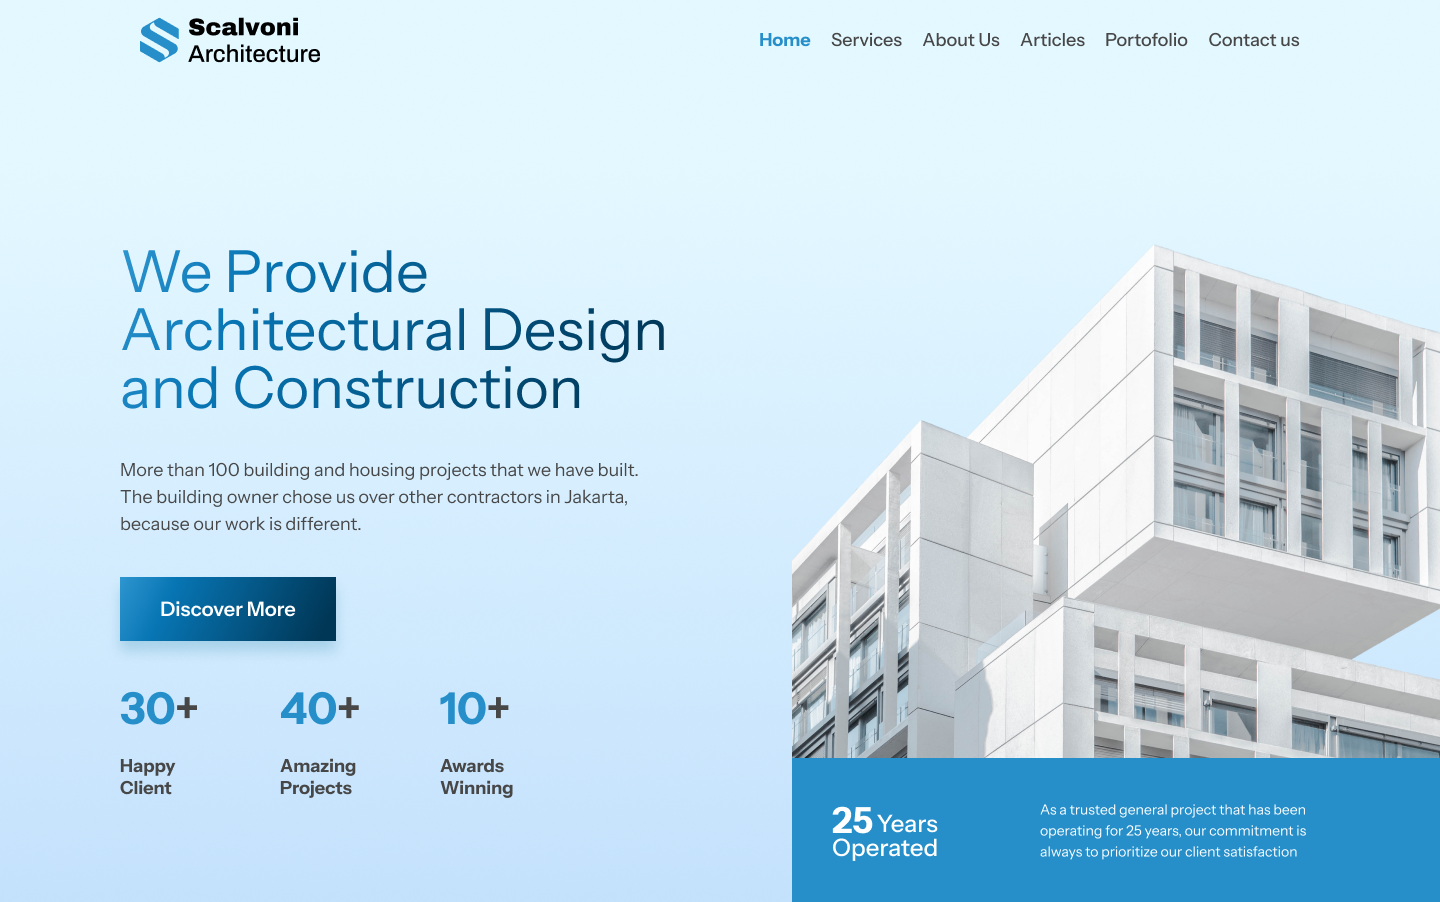 Scalvoni
Architecture
Home Services About Us Articles Portofolio Contact us
We Provide
Architectural Design
and Construction
More than 100 building and housing projects that we have built.
The building owner chose us over other contractors in Jakarta,
because our work is different.
Discover More
30+ 40+ 10+
Happy Amazing Awards
Client Projects Winning
25 Years
Operated
As a trusted general project that has been
operating for 25 years, our commitment is
always to prioritize our client satisfaction